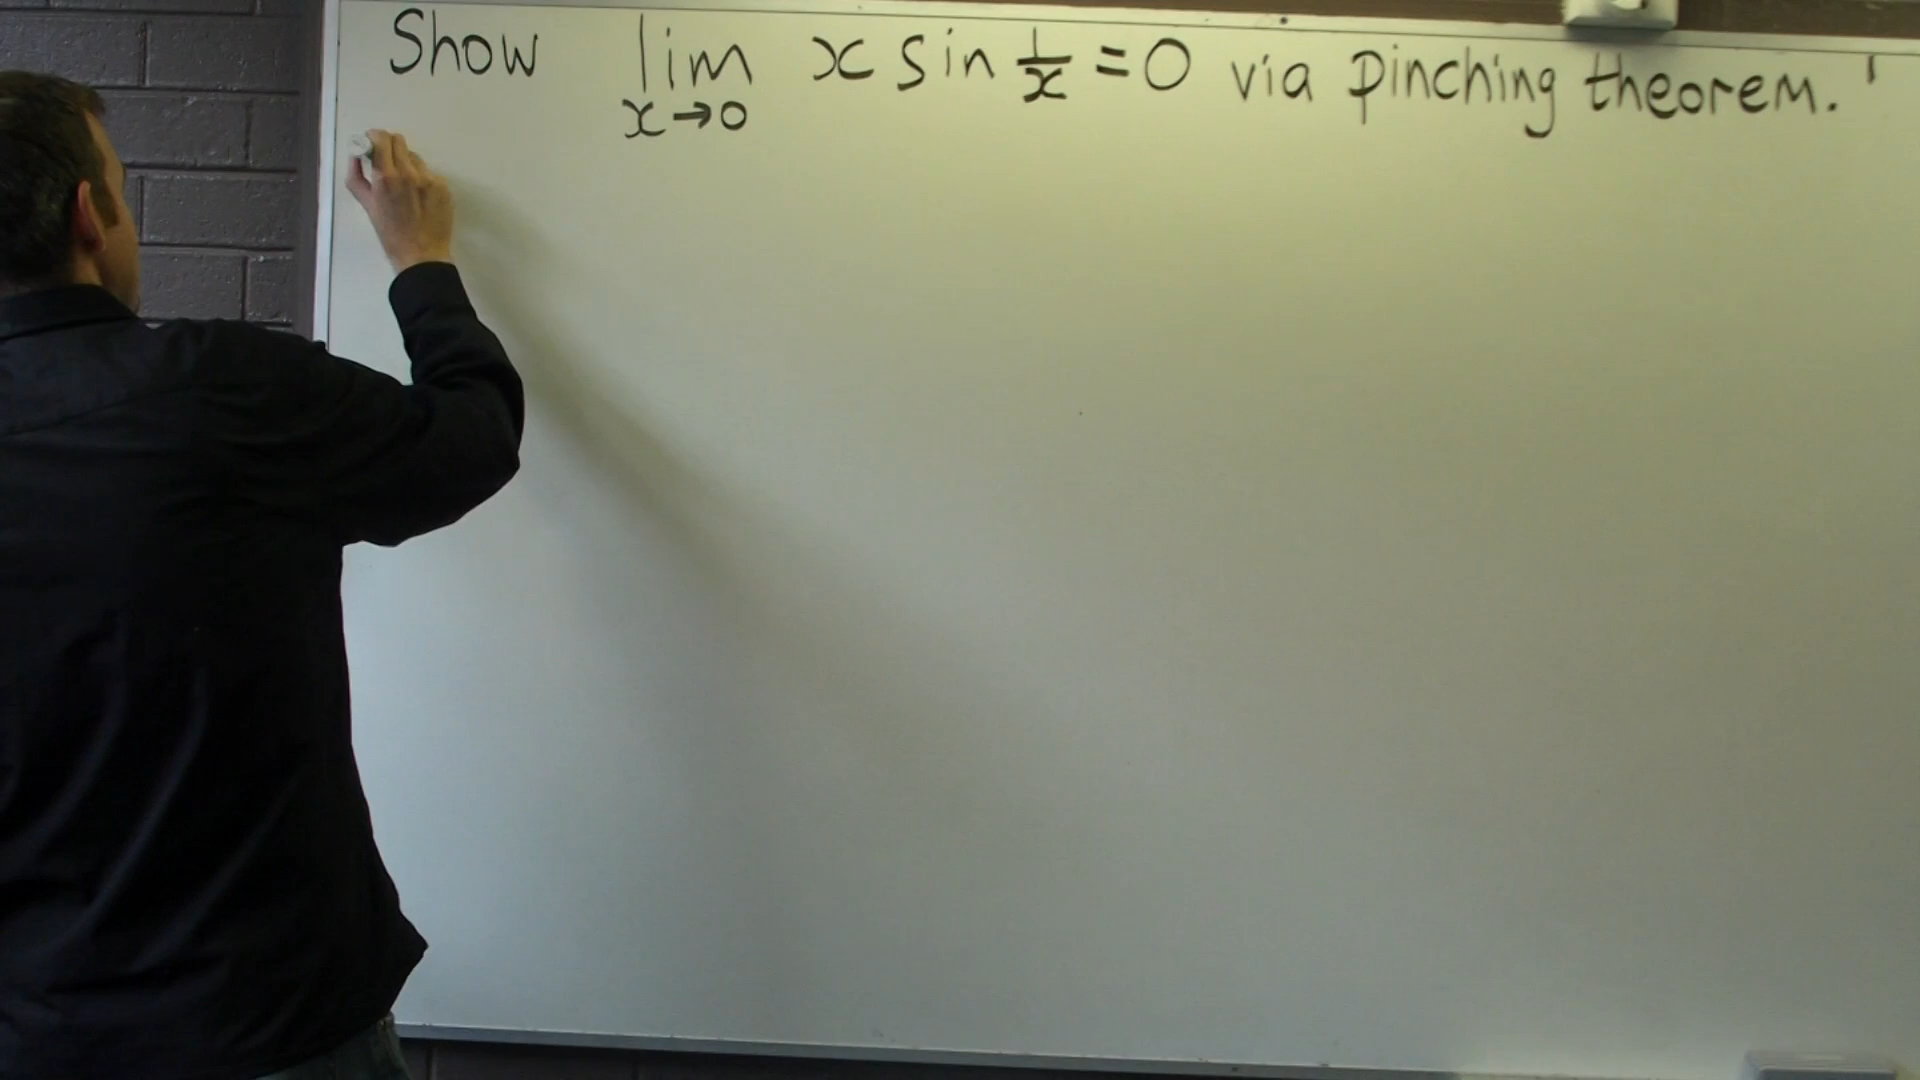 Show lim x sin 1/x = 0 via pinching theorem.
x→0